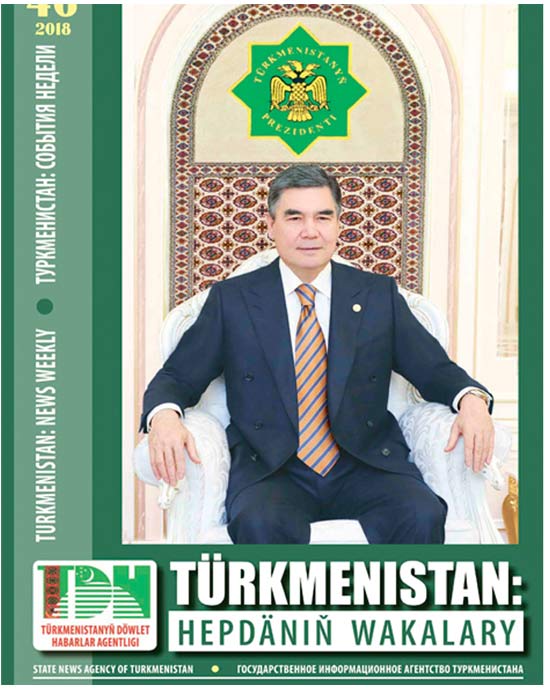 2018
TÜRKMENISTANYŇ
PREZIDENTI
TURKMENISTAN: NEWS WEEKLY ● ТУРКМЕНИСТАН: СОБЫТИЯ НЕДЕЛИ
TDH
TÜRKMENISTANYŇ DÖWLET
HABARLAR AGENTLIGI
TÜRKMENISTAN:
HEPDÄNIŇ WAKALARY
STATE NEWS AGENCY OF TURKMENISTAN ● ГОСУДАРСТВЕННОЕ ИНФОРМАЦИОННОЕ АГЕНТСТВО ТУРКМЕНИСТАНА